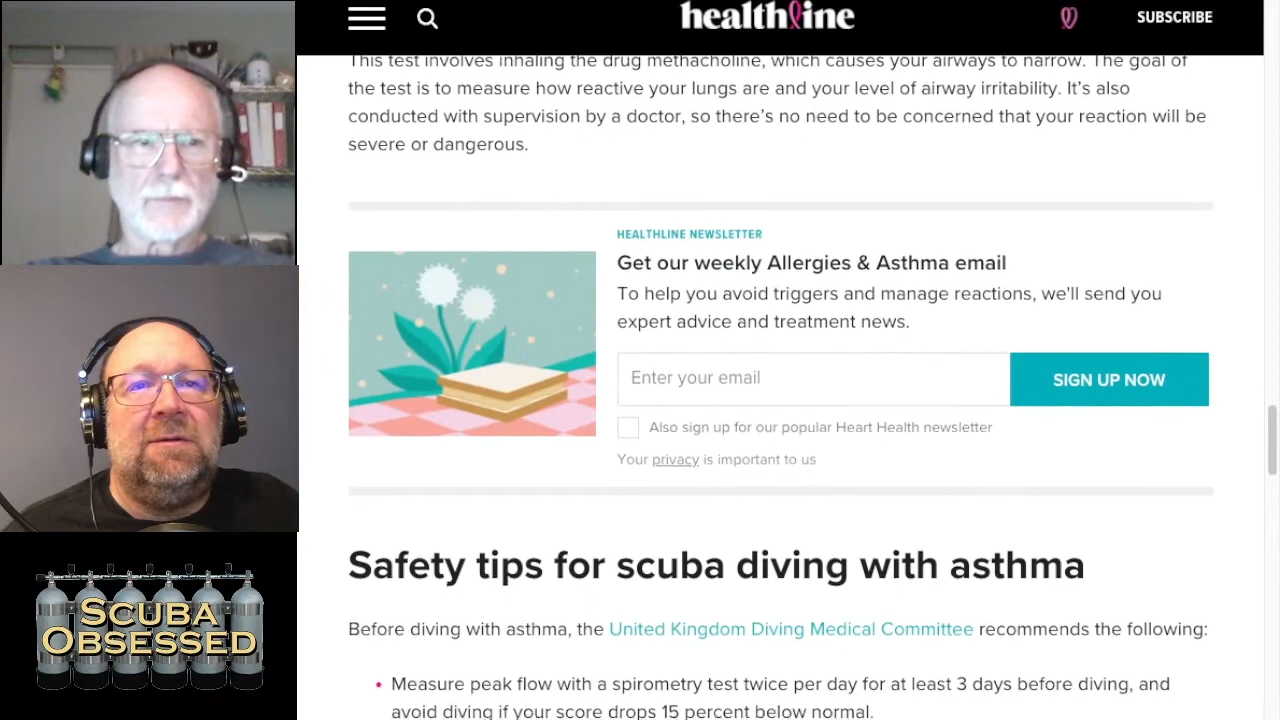 healthline
SUBSCRIBE
This test involves inhaling the drug methacholine, which causes your airways to narrow. The goal of
the test is to measure how reactive your lungs are and your level of airway irritability. It’s also
conducted with supervision by a doctor, so there’s no need to be concerned that your reaction will be
severe or dangerous.
HEALTHLINE NEWSLETTER
Get our weekly Allergies & Asthma email
To help you avoid triggers and manage reactions, we'll send you
expert advice and treatment news.
Enter your email
SIGN UP NOW
Also sign up for our popular Heart Health newsletter
Your privacy is important to us
Safety tips for scuba diving with asthma
Before diving with asthma, the United Kingdom Diving Medical Committee recommends the following:
• Measure peak flow with a spirometry test twice per day for at least 3 days before diving, and
avoid diving if your score drops 15 percent below normal.
SCUBA
OBSESSED